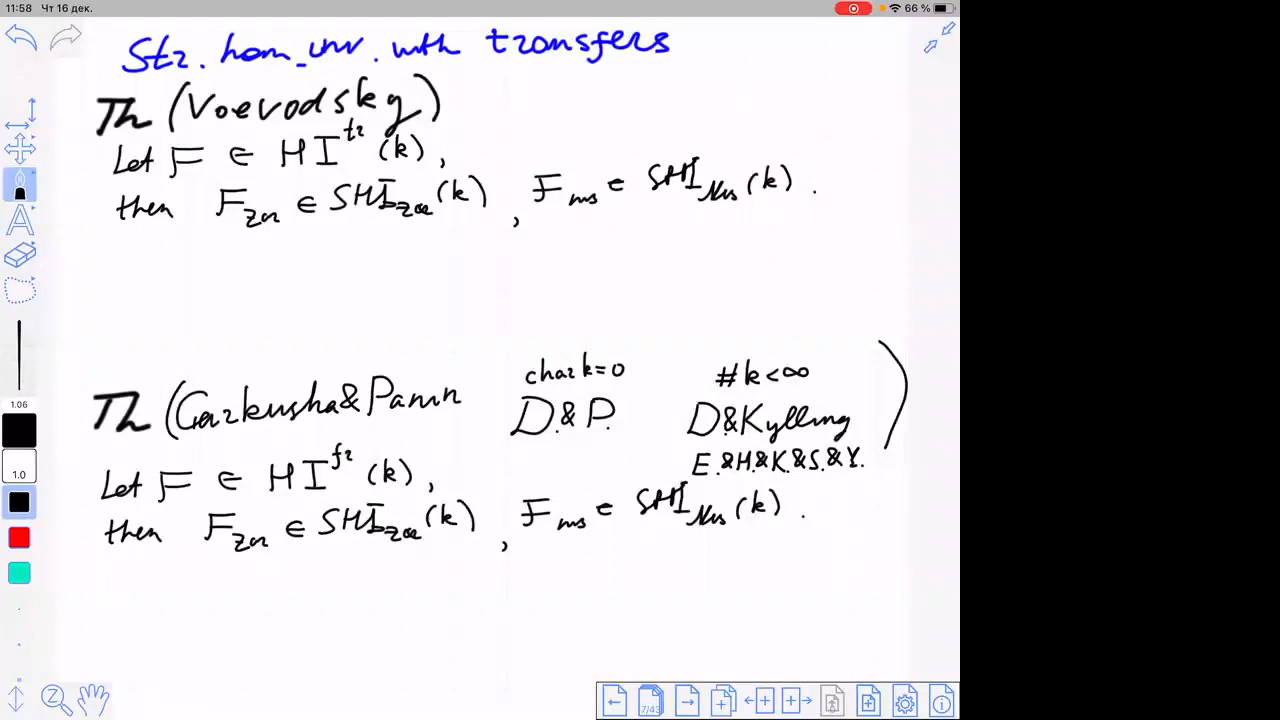 11:58 Чт 16 дек. 66 %
Str. hom_inv. with transfers
Th (Voevodsky)
Let F ∈ HI^tr (k),
then F_Zar ∈ SHI_Zar (k), F_nis ∈ SHI_Nis (k).
char k=0 #k<∞
Th (Garkusha&Panin D.&P. D&Kylling)
E.&H.&K.&S.&Y.
Let F ∈ HI^fr (k),
then F_Zar ∈ SHI_Zar (k), F_nis ∈ SHI_Nis (k).
1.06
1.0
7/43